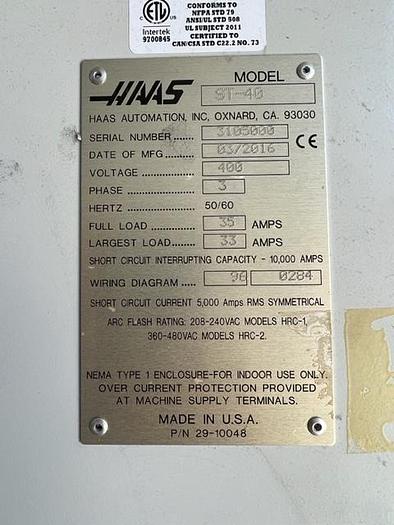 CONFORMS TO
NFPA STD 79
ANSI/UL STD 508
UL SUBJECT 2011
CERTIFIED TO
CAN/CSA STD C22.2 NO. 73
ETL
Intertek
9700845
HAAS
MODEL
ST-40
HAAS AUTOMATION, INC, OXNARD, CA. 93030
SERIAL NUMBER ...... 3105000
CE
DATE OF MFG ........ 03/2016
VOLTAGE ............... 400
PHASE ................... 3
HERTZ 50/60
FULL LOAD ............ 35 AMPS
LARGEST LOAD ....... 33 AMPS
SHORT CIRCUIT INTERRUPTING CAPACITY - 10,000 AMPS
WIRING DIAGRAM ........ 96 0284
SHORT CIRCUIT CURRENT 5,000 Amps RMS SYMMETRICAL
ARC FLASH RATING: 208-240VAC MODELS HRC-1,
360-480VAC MODELS HRC-2.
NEMA TYPE 1 ENCLOSURE-FOR INDOOR USE ONLY.
OVER CURRENT PROTECTION PROVIDED
AT MACHINE SUPPLY TERMINALS.
MADE IN U.S.A.
P/N 29-10048